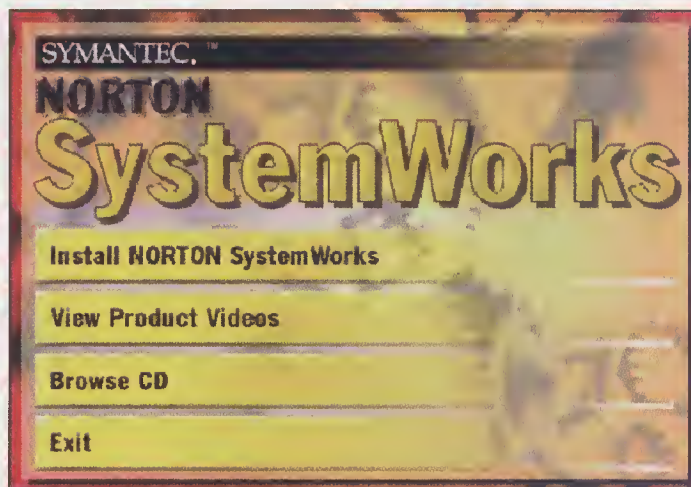 SYMANTEC.™
NORTON
SystemWorks
Install NORTON SystemWorks
View Product Videos
Browse CD
Exit